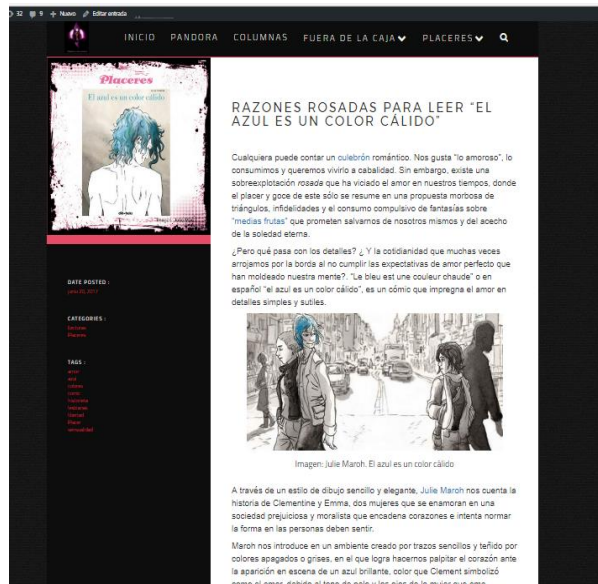 32 9 + Nuevo Editar entrada
INICIO PANDORA COLUMNAS FUERA DE LA CAJA PLACERES
Placeres
El azul es un color cálido
RAZONES ROSADAS PARA LEER “EL
AZUL ES UN COLOR CÁLIDO”
Cualquiera puede contar un culebrón romántico. Nos gusta “lo amoroso”, lo
consumimos y queremos vivirlo a cabalidad. Sin embargo, existe una
sobreexplotación rosada que ha viciado el amor en nuestros tiempos, donde
el placer y goce de este sólo se resume en una propuesta morbosa de
triángulos, infidelidades y el consumo compulsivo de fantasías sobre
“medias frutas” que prometen salvarnos de nosotros mismos y del acecho
de la soledad eterna.
¿Pero qué pasa con los detalles? ¿ Y la cotidianidad que muchas veces
arrojamos por la borda al no cumplir las expectativas de amor perfecto que
han moldeado nuestra mente?. “Le bleu est une couleur chaude” o en
español “el azul es un color cálido”, es un cómic que impregna el amor en
detalles simples y sutiles.
Imagen: Julie Maroh. El azul es un color cálido
A través de un estilo de dibujo sencillo y elegante, Julie Maroh nos cuenta la
historia de Clementine y Emma, dos mujeres que se enamoran en una
sociedad prejuiciosa y moralista que encadena corazones e intenta normar
la forma en las personas deben sentir.
Maroh nos introduce en un ambiente creado por trazos sencillos y teñido por
colores apagados o grises, en el que logra hacernos palpitar el corazón ante
la aparición en escena de un azul brillante, color que Clement simbolizó
DATE POSTED :
CATEGORIES :
Placeres
TAGS :
amor
azul
libertad
Placer
sensualidad